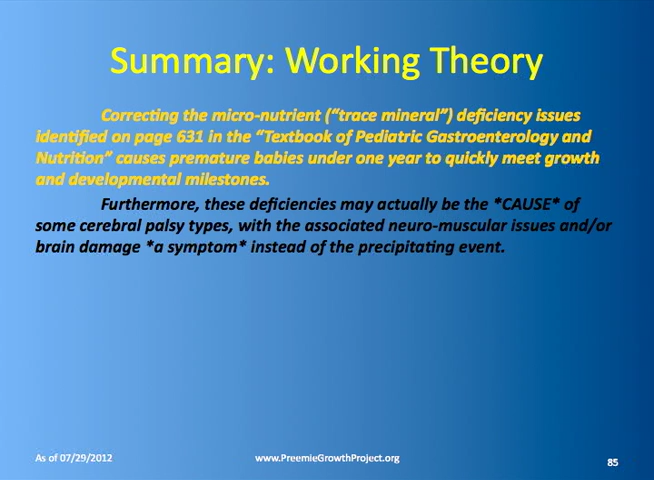 Summary: Working Theory
Correcting the micro-nutrient (“trace mineral”) deficiency issues
identified on page 631 in the “Textbook of Pediatric Gastroenterology and
Nutrition” causes premature babies under one year to quickly meet growth
and developmental milestones.
Furthermore, these deficiencies may actually be the *CAUSE* of
some cerebral palsy types, with the associated neuro-muscular issues and/or
brain damage *a symptom* instead of the precipitating event.
As of 07/29/2012
www.PreemieGrowthProject.org
85